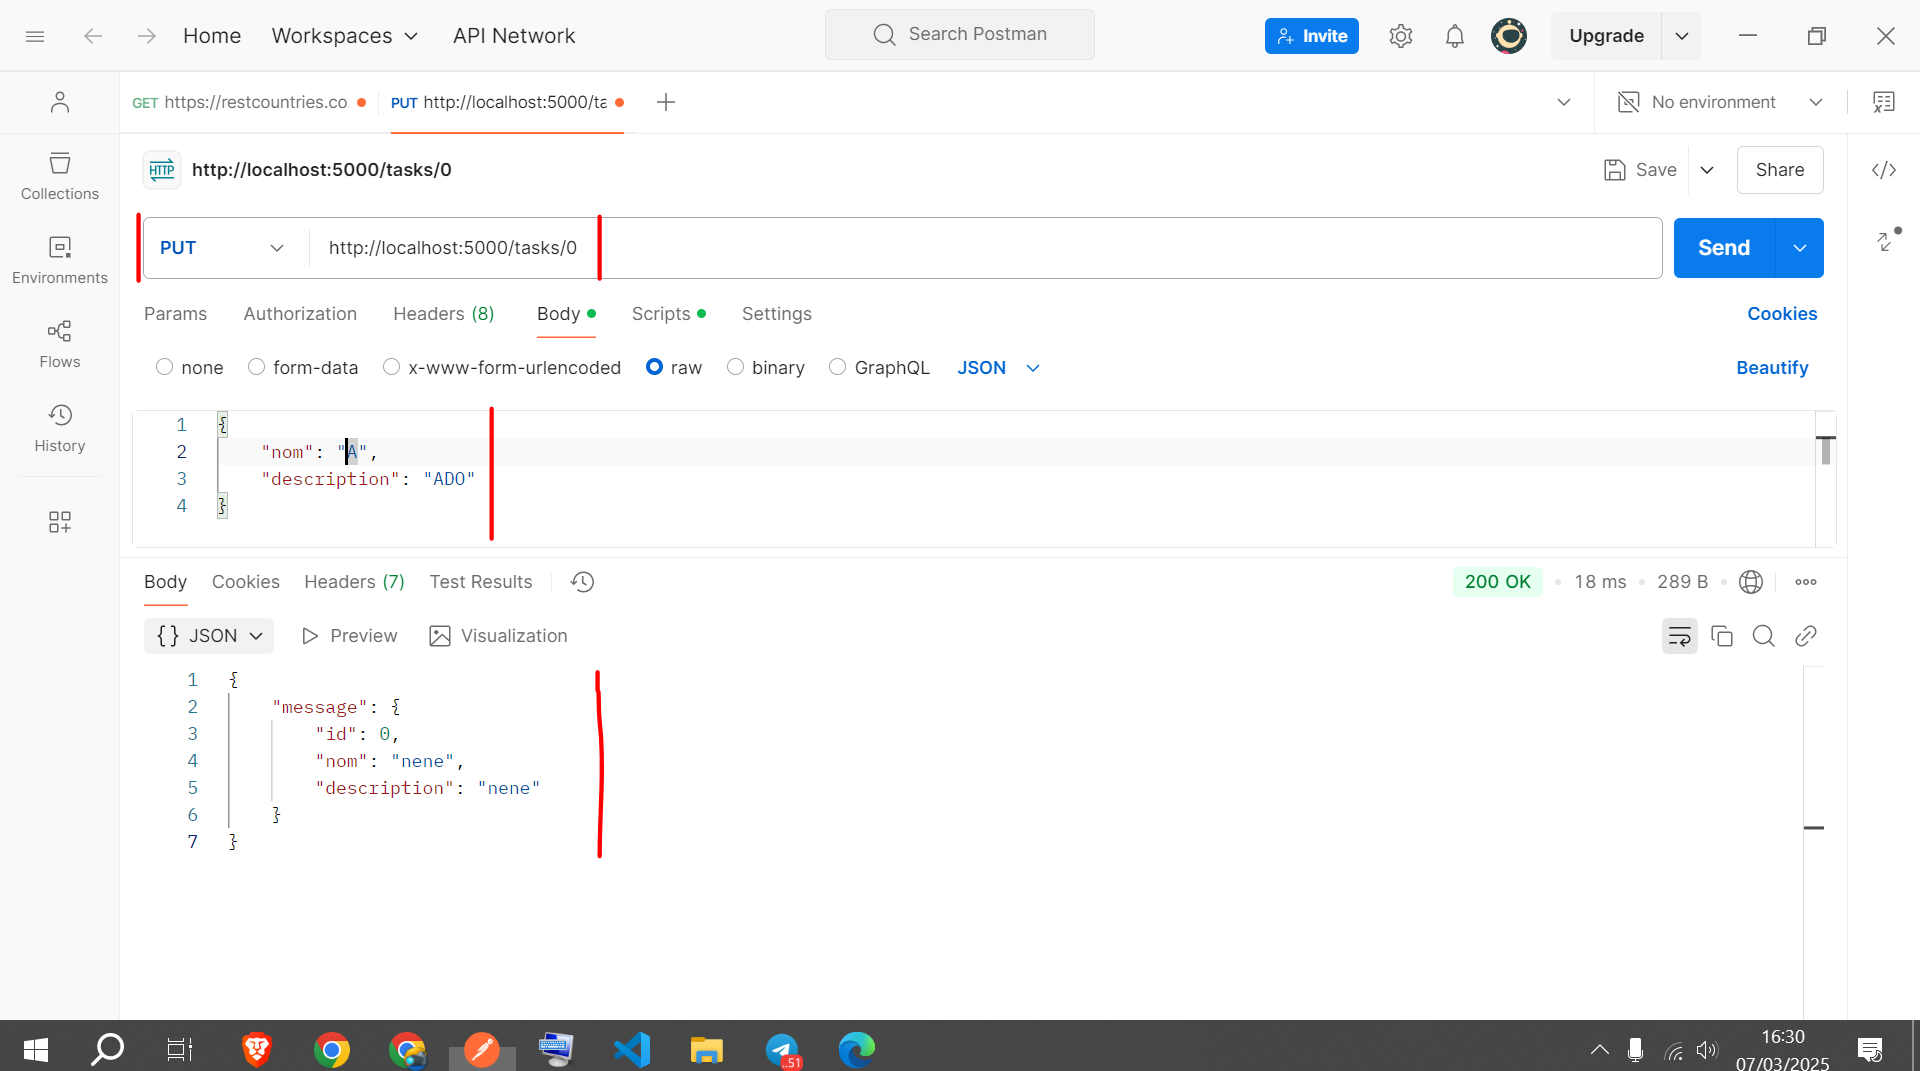 Home Workspaces API Network Search Postman Invite Upgrade
GET https://restcountries.co PUT http://localhost:5000/ta No environment
HTTP http://localhost:5000/tasks/0 Save Share
Collections
PUT http://localhost:5000/tasks/0 Send
Environments
Params Authorization Headers (8) Body Scripts Settings Cookies
Flows
none form-data x-www-form-urlencoded raw binary GraphQL JSON Beautify
History
1 {
2 "nom": "A",
3 "description": "ADO"
4 }
Body Cookies Headers (7) Test Results 200 OK • 18 ms • 289 B •
{} JSON Preview Visualization
1 {
2 "message": {
3 "id": 0,
4 "nom": "nene",
5 "description": "nene"
6 }
7 }
..51
16:30
07/03/2025